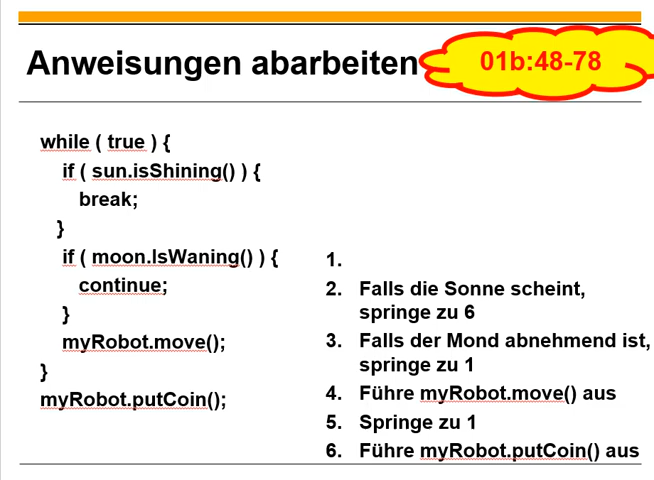 Anweisungen abarbeiten
01b:48-78
while ( true ) {
if ( sun.isShining() ) {
break;
}
if ( moon.IsWaning() ) {
continue;
}
myRobot.move();
}
myRobot.putCoin();
1.
2. Falls die Sonne scheint,
springe zu 6
3. Falls der Mond abnehmend ist,
springe zu 1
4. Führe myRobot.move() aus
5. Springe zu 1
6. Führe myRobot.putCoin() aus